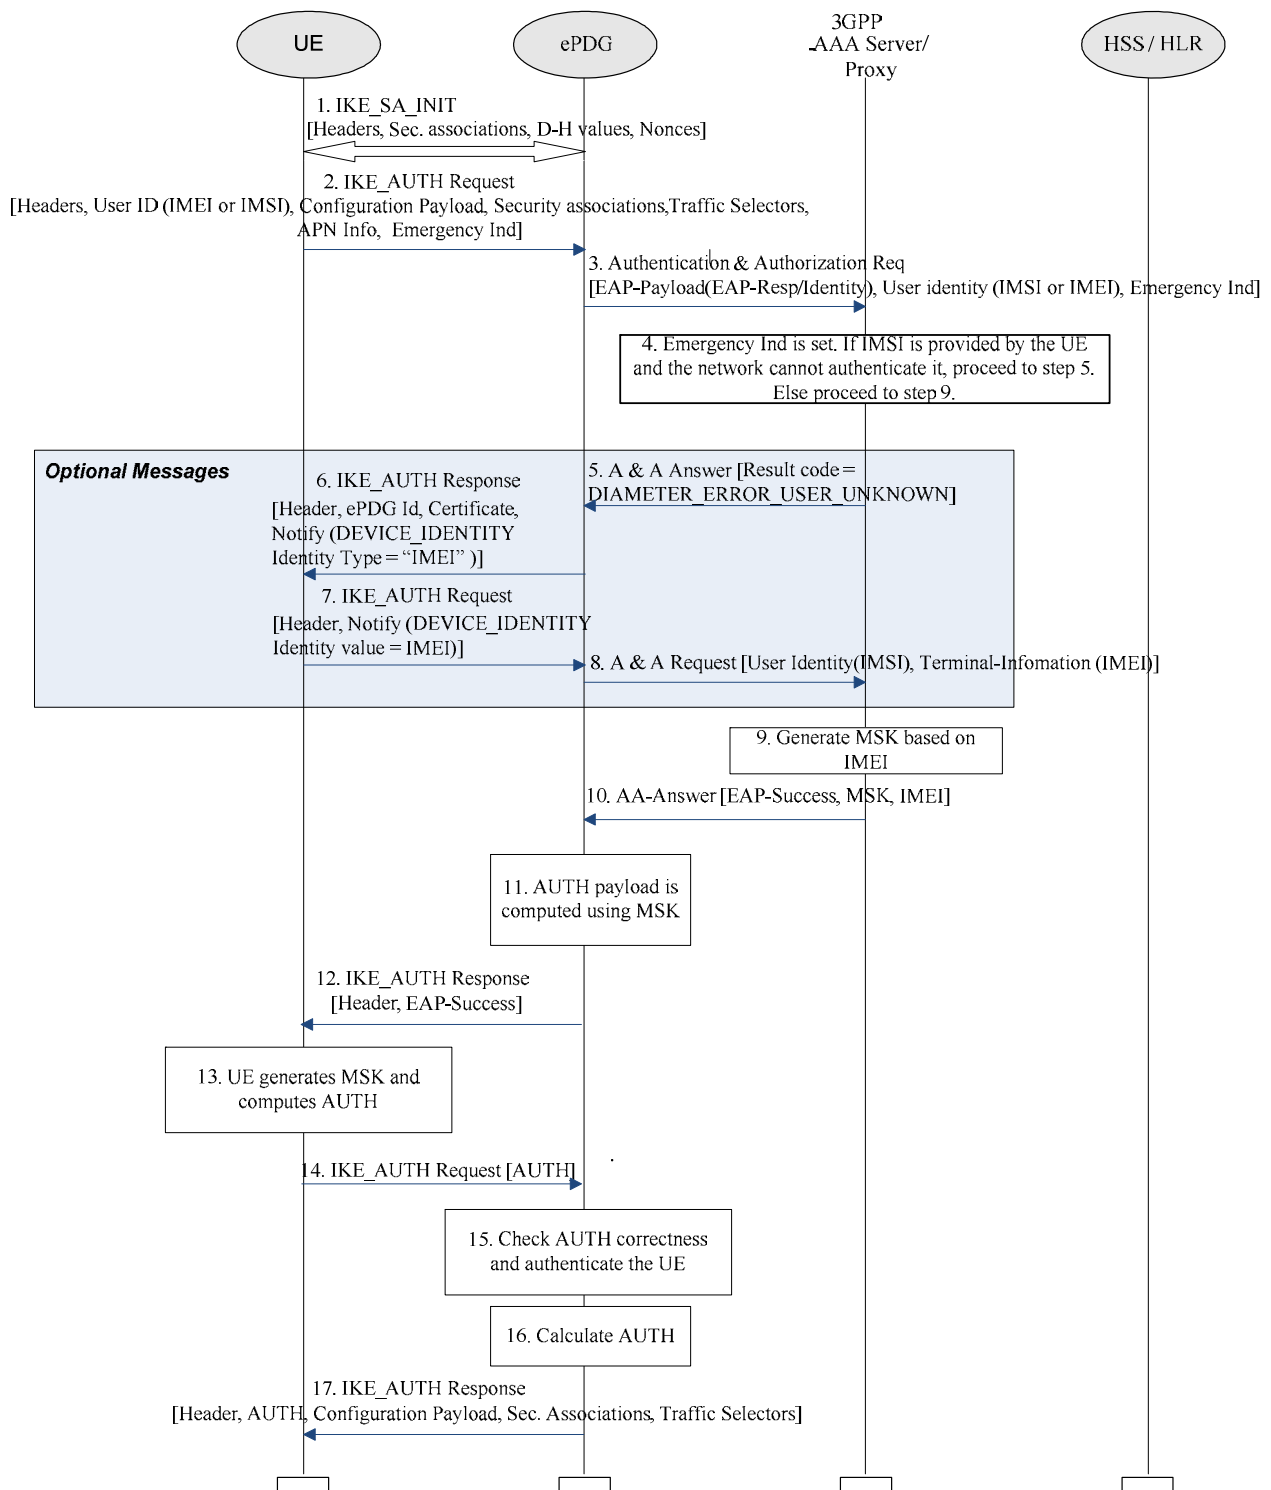 UE
ePDG
3GPP
AAA Server/
Proxy
HSS / HLR
1. IKE_SA_INIT
[Headers, Sec. associations, D-H values, Nonces]
2. IKE_AUTH Request
[Headers, User ID (IMEI or IMSI), Configuration Payload, Security associations,Traffic Selectors,
APN Info, Emergency Ind]
3. Authentication & Authorization Req
[EAP-Payload(EAP-Resp/Identity), User identity (IMSI or IMEI), Emergency Ind]
4. Emergency Ind is set. If IMSI is provided by the UE
and the network cannot authenticate it, proceed to step 5.
Else proceed to step 9.
Optional Messages
5. A & A Answer [Result code =
DIAMETER_ERROR_USER_UNKNOWN]
6. IKE_AUTH Response
[Header, ePDG Id, Certificate,
Notify (DEVICE_IDENTITY
Identity Type = “IMEI” )]
7. IKE_AUTH Request
[Header, Notify (DEVICE_IDENTITY
Identity value = IMEI)]
8. A & A Request [User Identity(IMSI), Terminal-Infomation (IMEI)]
9. Generate MSK based on
IMEI
10. AA-Answer [EAP-Success, MSK, IMEI]
11. AUTH payload is
computed using MSK
12. IKE_AUTH Response
[Header, EAP-Success]
13. UE generates MSK and
computes AUTH
14. IKE_AUTH Request [AUTH]
15. Check AUTH correctness
and authenticate the UE
16. Calculate AUTH
17. IKE_AUTH Response
[Header, AUTH, Configuration Payload, Sec. Associations, Traffic Selectors]